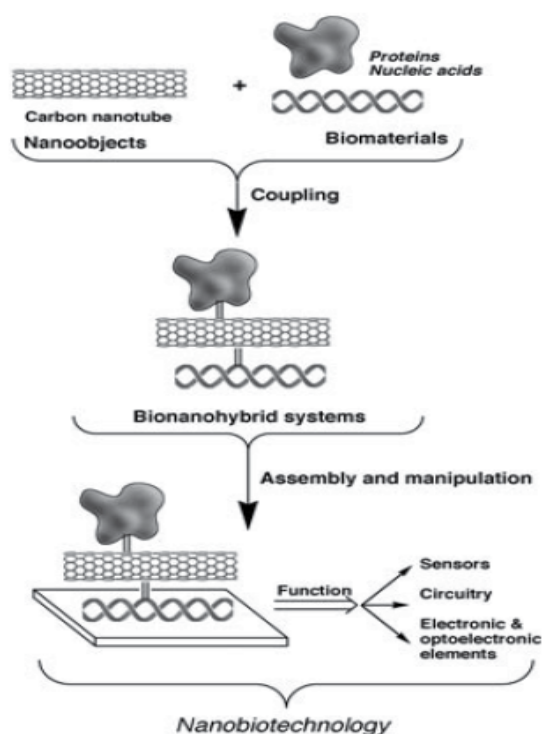 Proteins
Nucleic acids
+
Carbon nanotube
Nanoobjects
Biomaterials
Coupling
Bionanohybrid systems
Assembly and manipulation
Function
Sensors
Circuitry
Electronic &
optoelectronic
elements
Nanobiotechnology